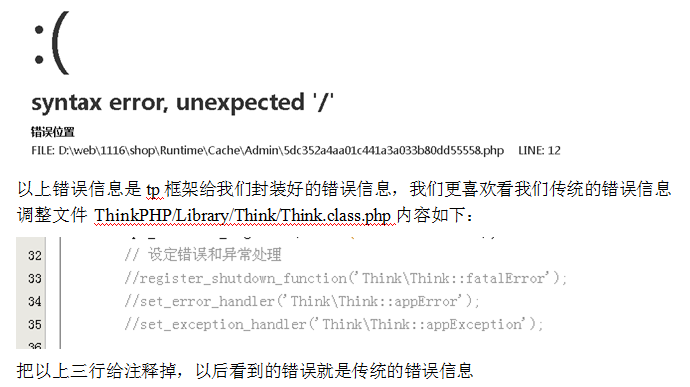 :(
syntax error, unexpected '/'
错误位置
FILE: D:\web\1116\shop\Runtime\Cache\Admin\5dc352a4aa01c441a3a033b80dd55558.php LINE: 12
以上错误信息是 tp 框架给我们封装好的错误信息，我们更喜欢看我们传统的错误信息
调整文件 ThinkPHP/Library/Think/Think.class.php 内容如下：
32 // 设定错误和异常处理
33 //register_shutdown_function('Think\Think::fatalError');
34 //set_error_handler('Think\Think::appError');
35 //set_exception_handler('Think\Think::appException');
把以上三行给注释掉，以后看到的错误就是传统的错误信息